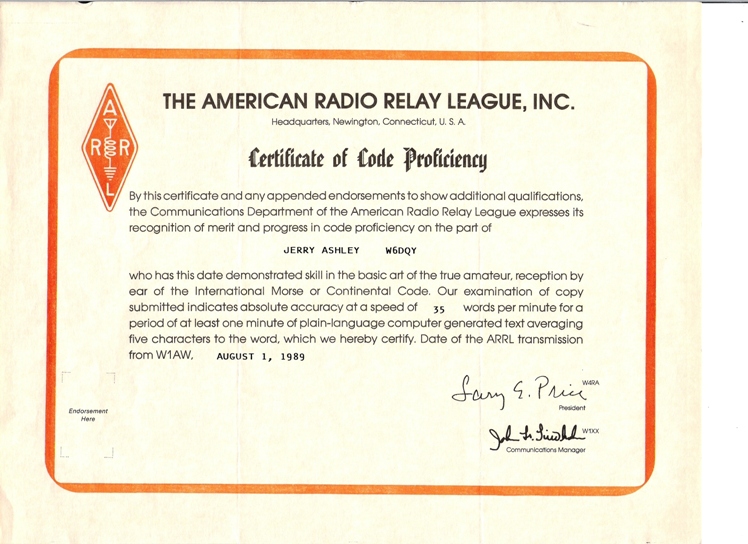 THE AMERICAN RADIO RELAY LEAGUE, INC.
Headquarters, Newington, Connecticut, U. S. A.
A
R R
L
Certificate of Code Proficiency
By this certificate and any appended endorsements to show additional qualifications,
the Communications Department of the American Radio Relay League expresses its
recognition of merit and progress in code proficiency on the part of
JERRY ASHLEY W6DQY
who has this date demonstrated skill in the basic art of the true amateur, reception by
ear of the International Morse or Continental Code. Our examination of copy
submitted indicates absolute accuracy at a speed of 35 words per minute for a
period of at least one minute of plain-language computer generated text averaging
five characters to the word, which we hereby certify. Date of the ARRL transmission
from W1AW, AUGUST 1, 1989
Larry E. Price W4RA
President
Endorsement
Here
John W1XX
Communications Manager